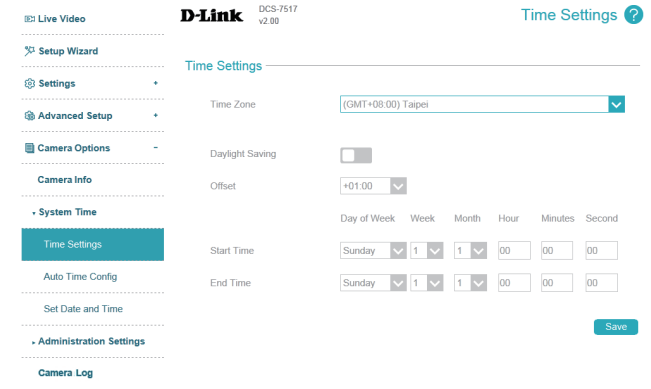 Live Video
Setup Wizard
Settings +
Advanced Setup +
Camera Options -
Camera Info
System Time
Time Settings
Auto Time Config
Set Date and Time
Administration Settings
Camera Log
D-Link DCS-7517
v2.00
Time Settings ?
Time Settings
Time Zone (GMT+08:00) Taipei
Daylight Saving
Offset +01:00
Day of Week Week Month Hour Minutes Second
Start Time Sunday 1 1 00 00 00
End Time Sunday 1 1 00 00 00
Save